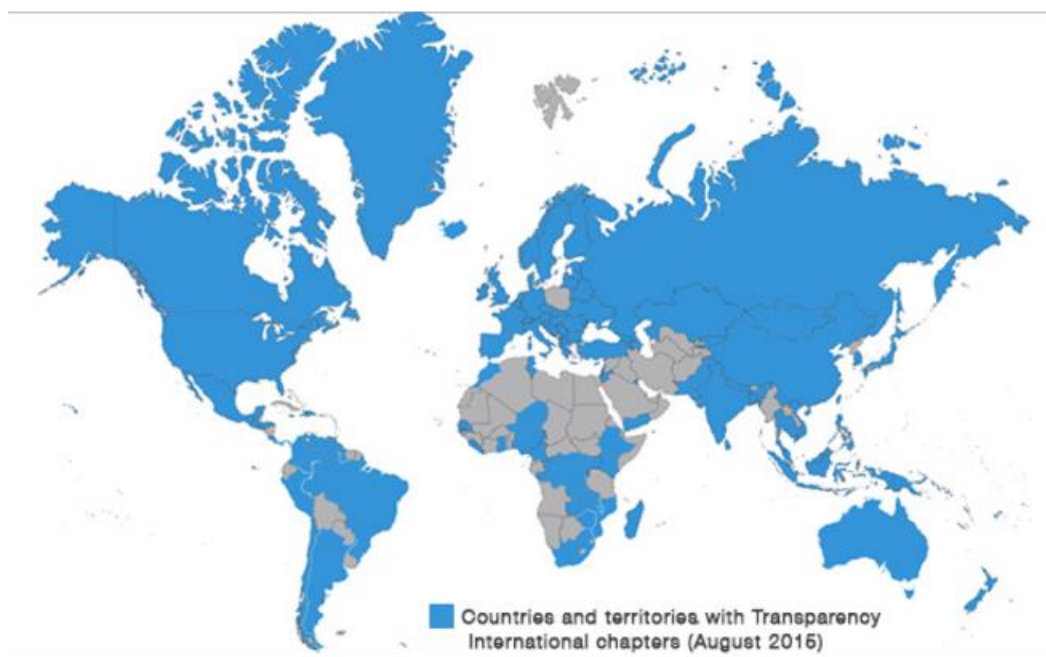 Countries and territories with Transparency
International chapters (August 2015)